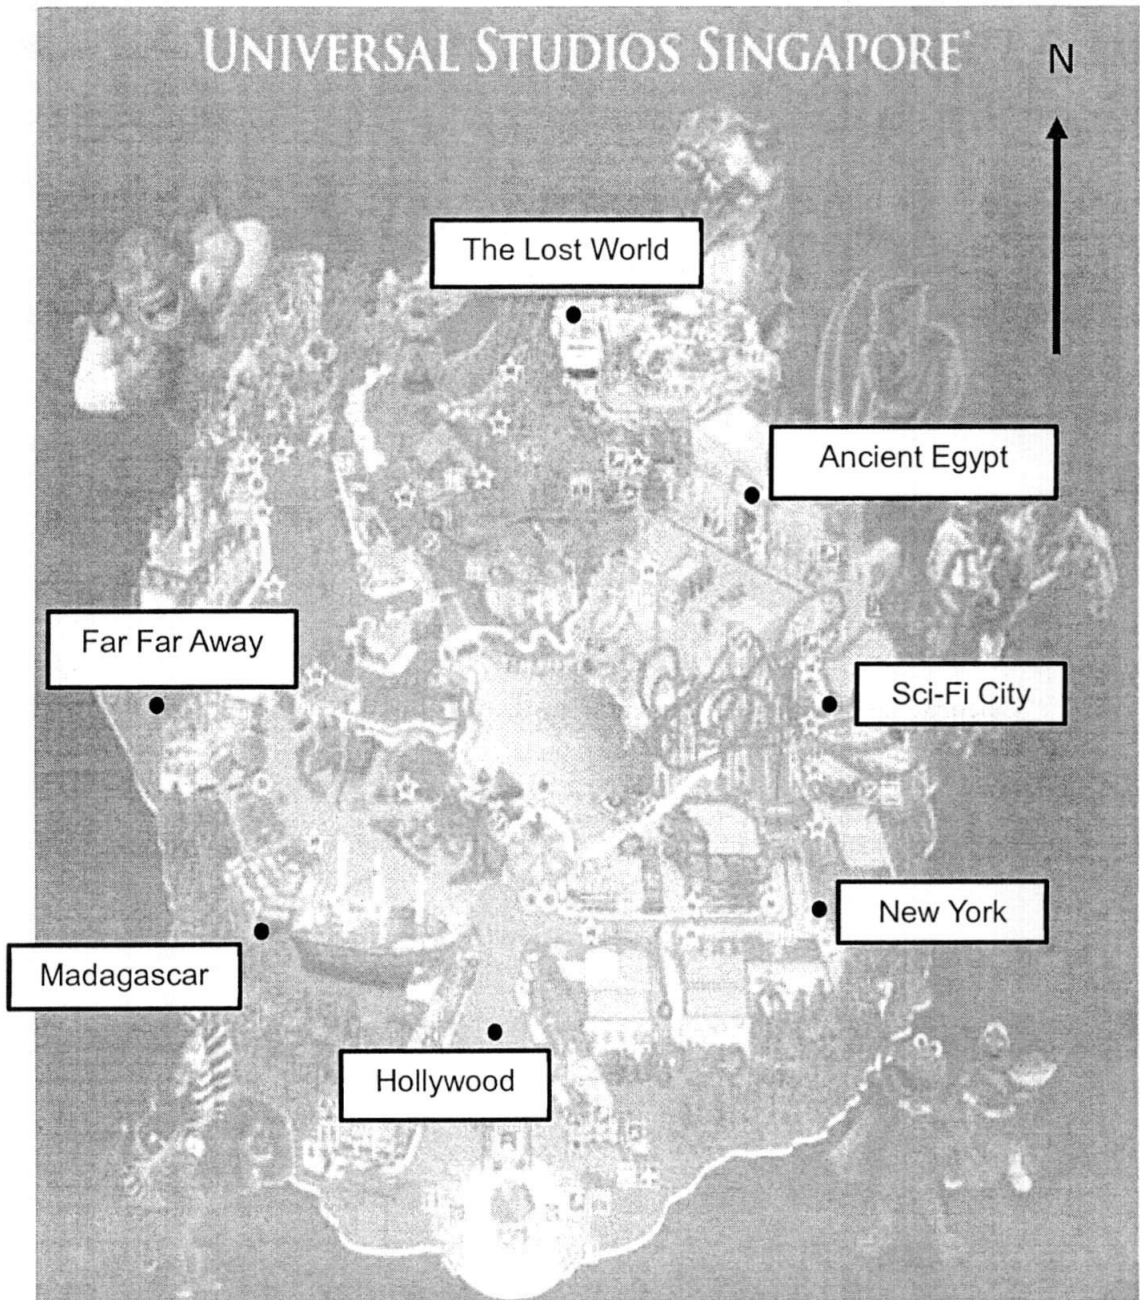 UNIVERSAL STUDIOS SINGAPORE
N
The Lost World
Ancient Egypt
Far Far Away
Sci-Fi City
New York
Madagascar
Hollywood